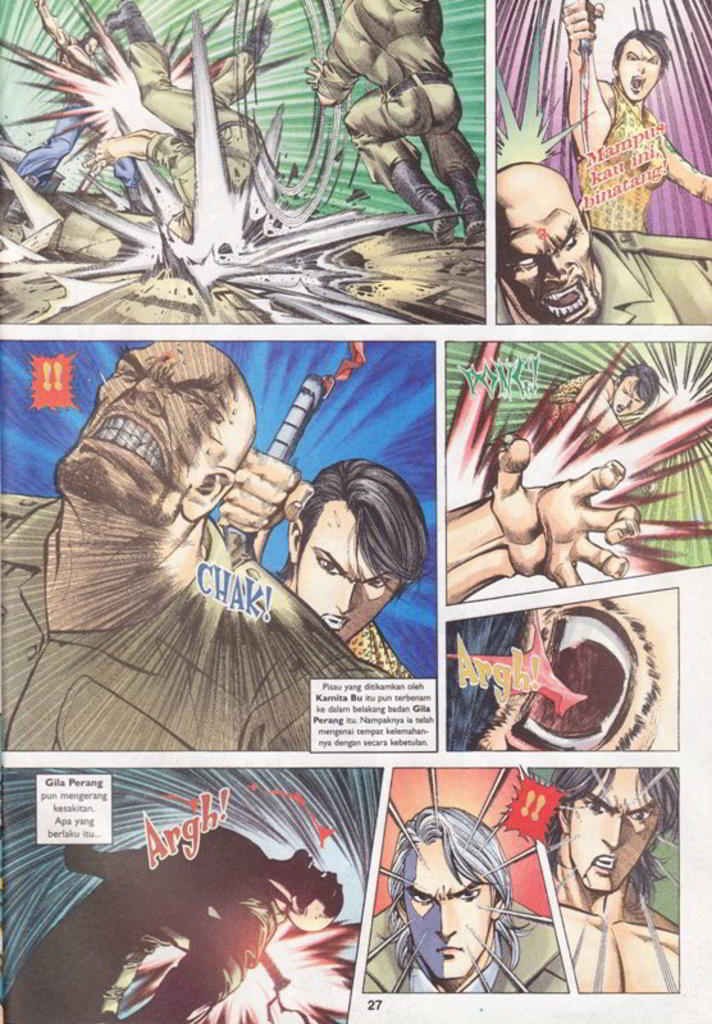 Mampus
kau ini,
binatang!
!!
CHAK!
Pisau yang ditikamkan oleh
Kamita Bu itu pun terbenam
ke dalam belakang badan Gila
Perang itu. Nampaknya ia telah
mengenai tempat kelemahan-
nya dengan secara kebetulan.
Argh!
Gila Perang
pun mengerang
kesakitan.
Apa yang
berlaku itu...
Argh!
!!
27